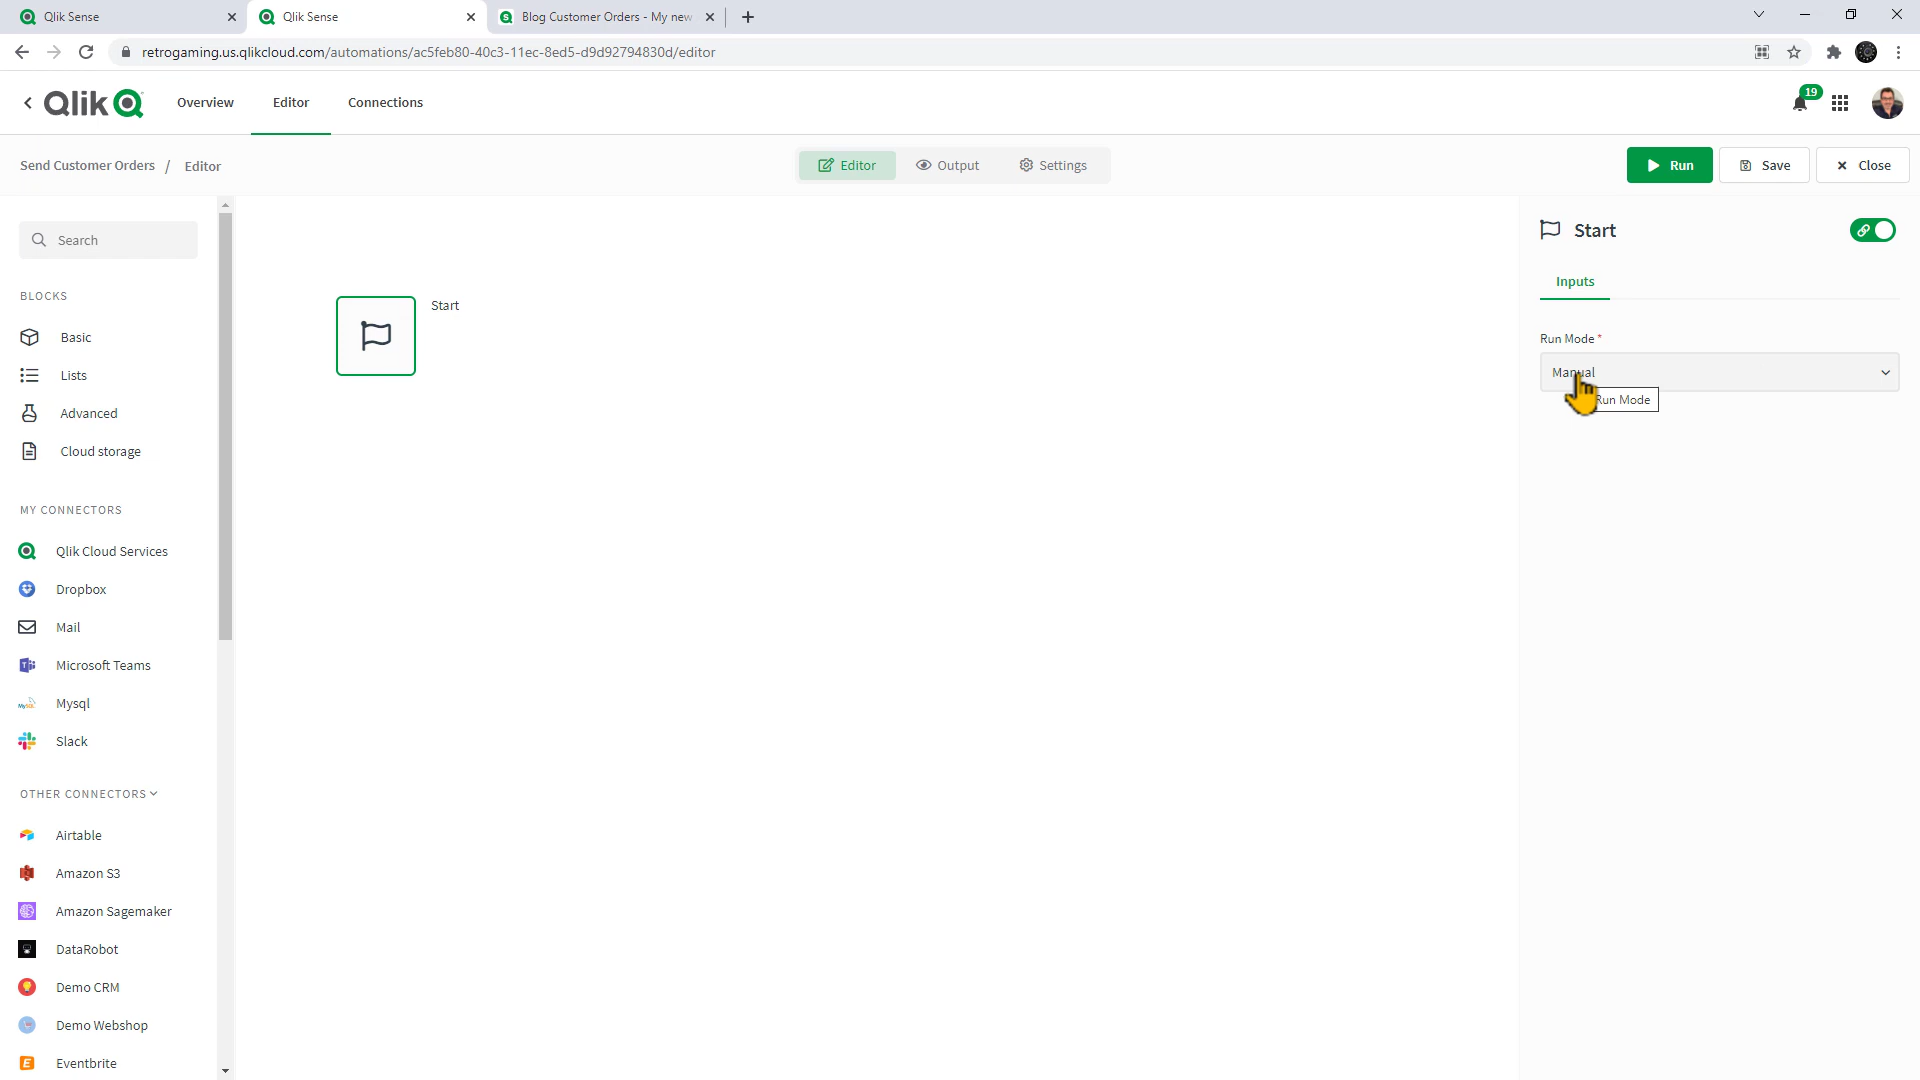 Qlik Sense
Qlik Sense
Blog Customer Orders - My new
retrogaming.us.qlikcloud.com/automations/ac5feb80-40c3-11ec-8ed5-d9d92794830d/editor
Qlik
Overview
Editor
Connections
19
Send Customer Orders / Editor
Editor
Output
Settings
Run
Save
Close
Search
BLOCKS
Basic
Lists
Advanced
Cloud storage
MY CONNECTORS
Qlik Cloud Services
Dropbox
Mail
Microsoft Teams
Mysql
Slack
OTHER CONNECTORS
Airtable
Amazon S3
Amazon Sagemaker
DataRobot
Demo CRM
Demo Webshop
Eventbrite
Start
Start
Inputs
Run Mode *
Manual
Run Mode